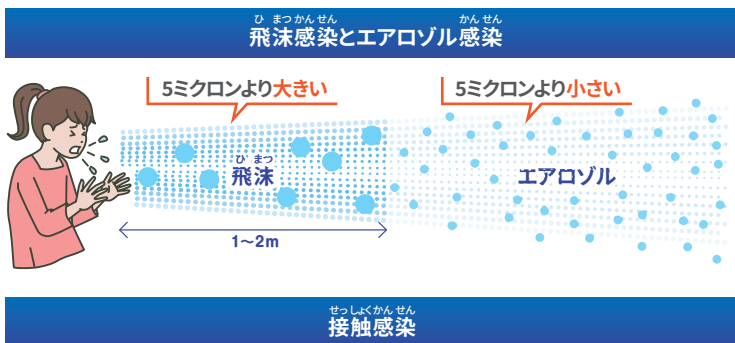 ひ まつ かん せん かん せん
飛沫感染とエアロゾル感染
5ミクロンより大きい
5ミクロンより小さい
ひ まつ
飛沫
エアロゾル
1〜2m
せっしょくかんせん
接触感染